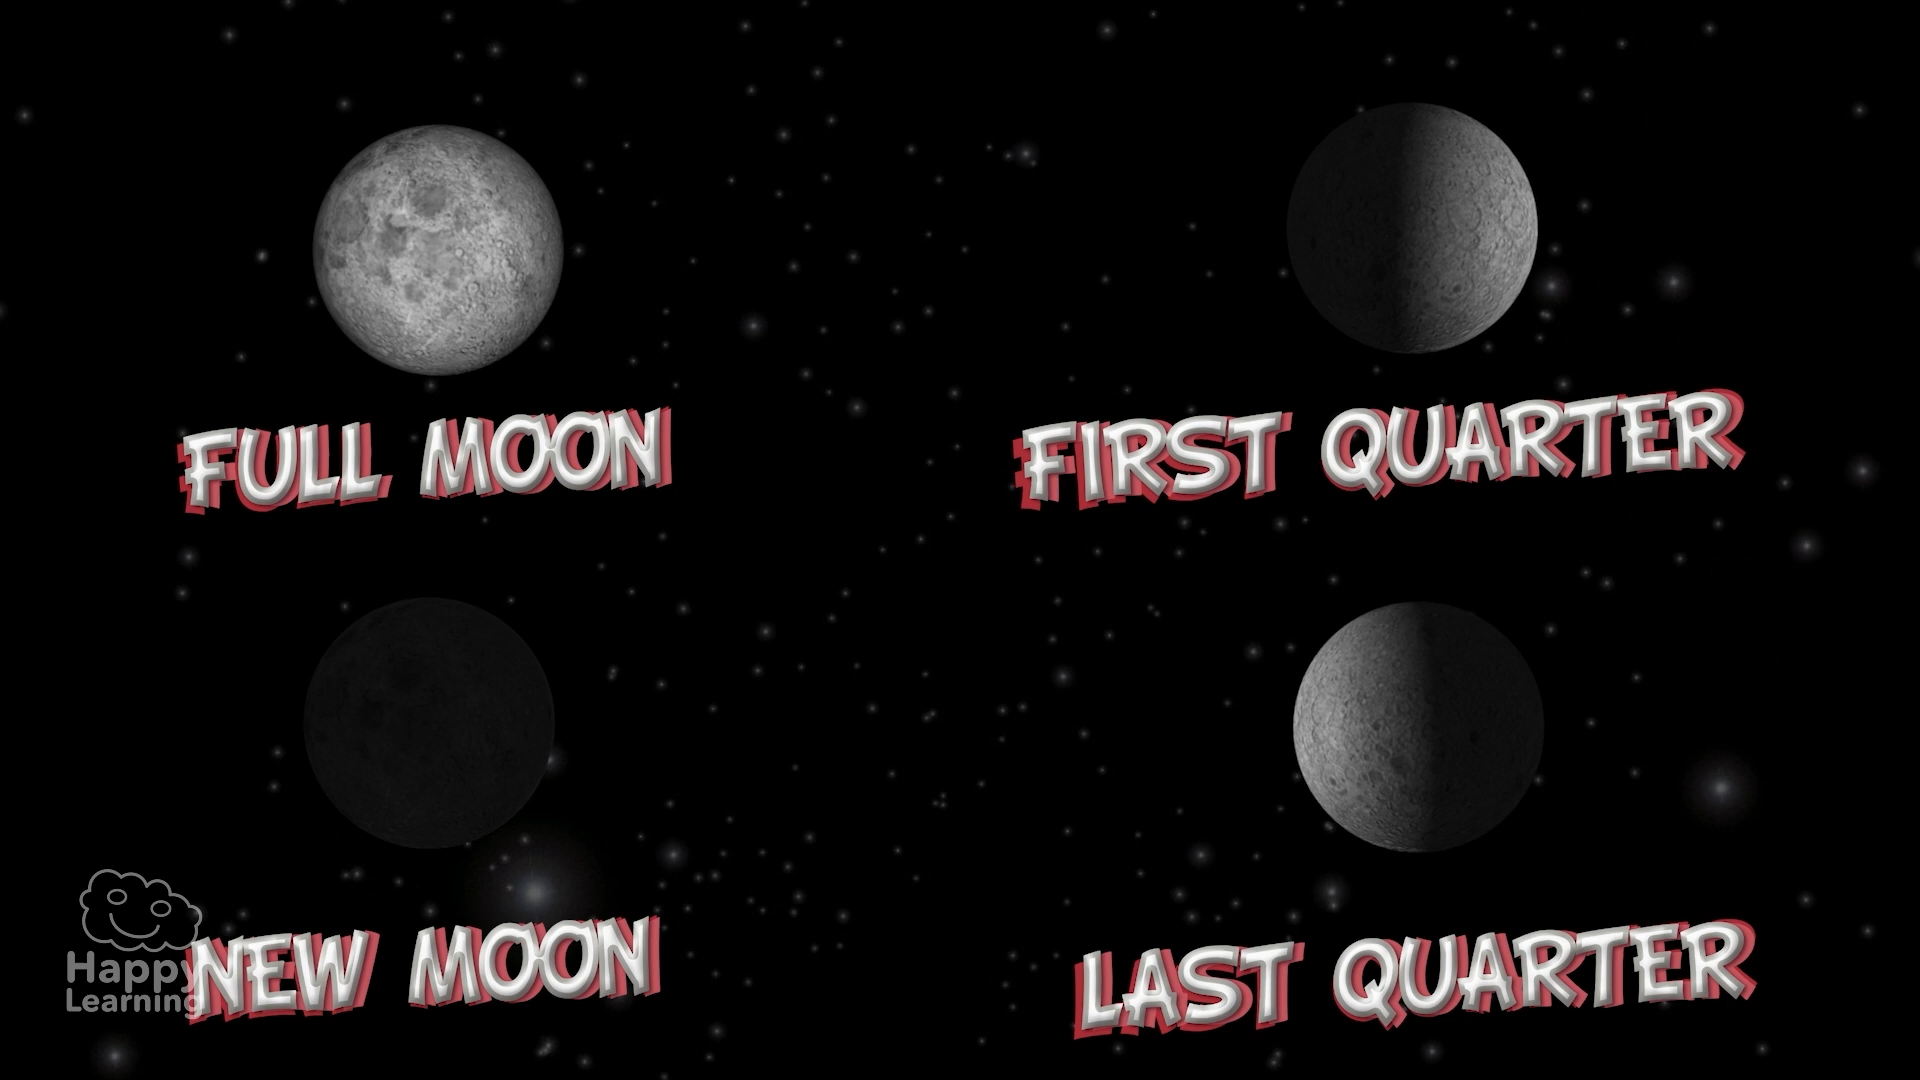 FULL MOON
FIRST QUARTER
NEW MOON
LAST QUARTER
Happy
Learning